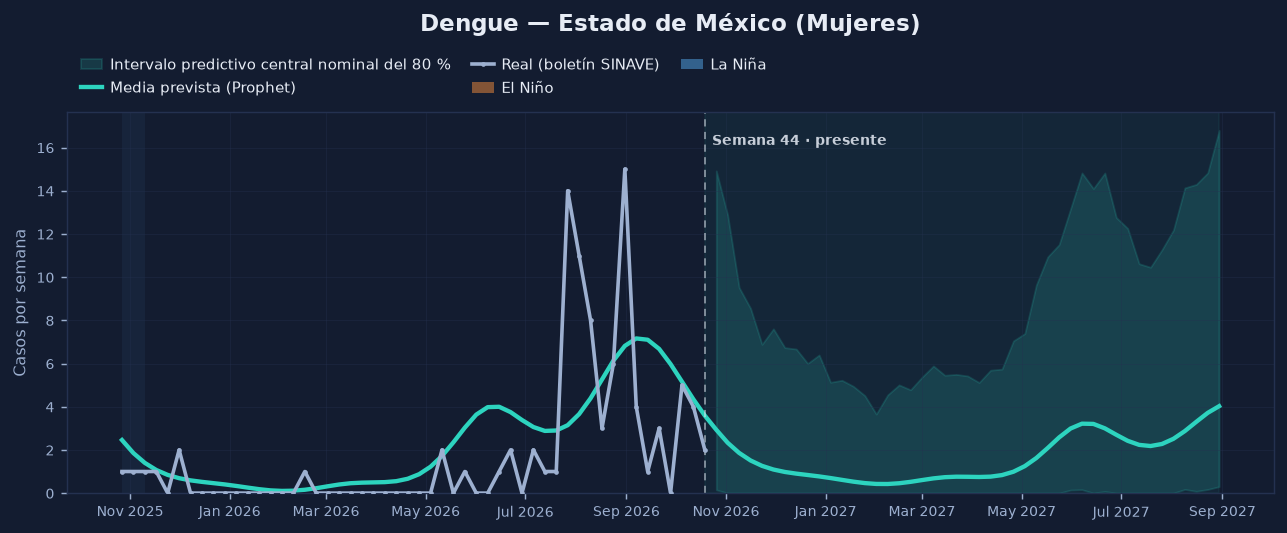 Dengue — Estado de México (Mujeres)
Intervalo predictivo central nominal del 80 %
Real (boletín SINAVE)
La Niña
Media prevista (Prophet)
El Niño
Semana 44 · presente
Casos por semana
16
14
12
10
8
6
4
2
0
Nov 2025
Jan 2026
Mar 2026
May 2026
Jul 2026
Sep 2026
Nov 2026
Jan 2027
Mar 2027
May 2027
Jul 2027
Sep 2027